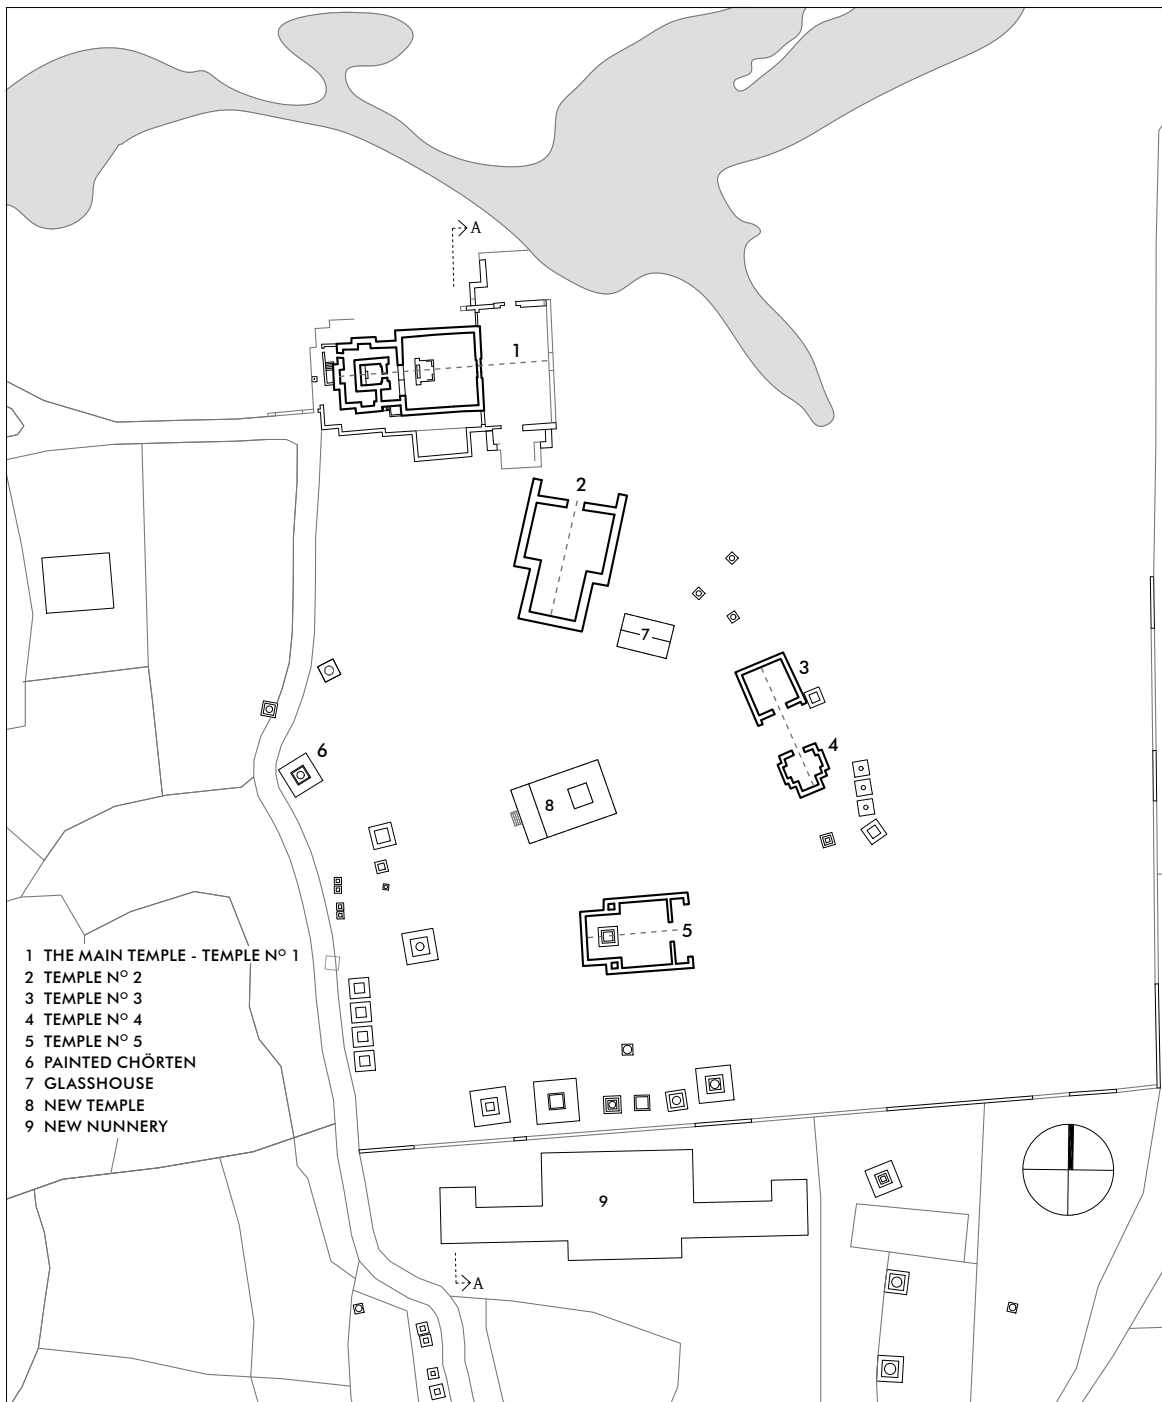 A
1
2
7
3
6
4
8
5
1 THE MAIN TEMPLE - TEMPLE Nº 1
2 TEMPLE Nº 2
3 TEMPLE Nº 3
4 TEMPLE Nº 4
5 TEMPLE Nº 5
6 PAINTED CHÖRTEN
7 GLASSHOUSE
8 NEW TEMPLE
9 NEW NUNNERY
9
A